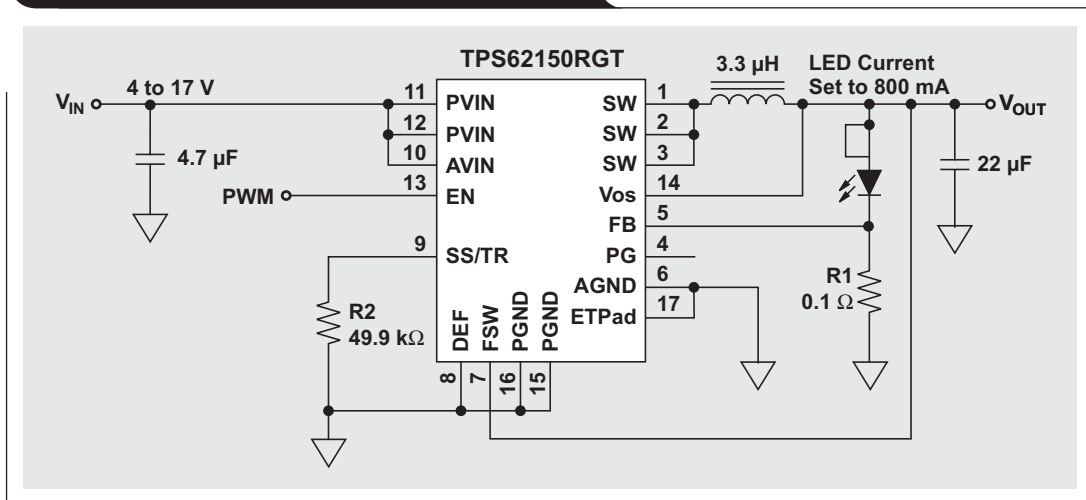 TPS62150RGT
3.3 µH
LED Current
Set to 800 mA
4 to 17 V
V_IN
V_OUT
4.7 µF
22 µF
PWM
11 PVIN
12 PVIN
10 AVIN
13 EN
9 SS/TR
SW 1
SW 2
SW 3
Vos 14
FB 5
PG 4
AGND 6
ETPad 17
DEF 8
FSW 7
PGND 16
PGND 15
R2
49.9 kΩ
R1
0.1 Ω